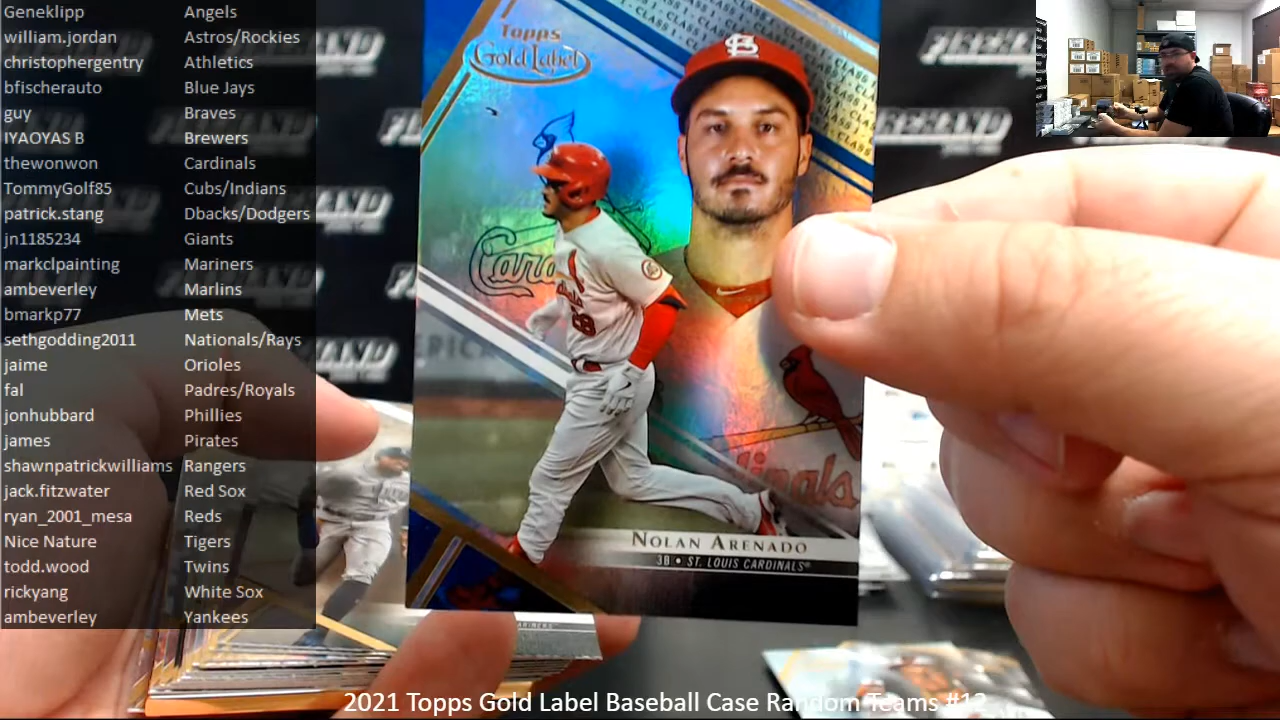 Geneklipp Angels
william.jordan Astros/Rockies
christophergentry Athletics
bfischerauto Blue Jays
guy Braves
IYAOYAS B Brewers
thewonwon Cardinals
TommyGolf85 Cubs/Indians
patrick.stang Dbacks/Dodgers
jn1185234 Giants
markclpainting Mariners
ambeverley Marlins
bmarkp77 Mets
sethgodding2011 Nationals/Rays
jaime Orioles
fal Padres/Royals
jonhubbard Phillies
james Pirates
shawnpatrickwilliams Rangers
jack.fitzwater Red Sox
ryan_2001_mesa Reds
Nice Nature Tigers
todd.wood Twins
rickyang White Sox
ambeverley Yankees
Topps
Gold Label
NOLAN ARENADO
3B • ST. LOUIS CARDINALS®
2021 Topps Gold Label Baseball Case Random Teams #12